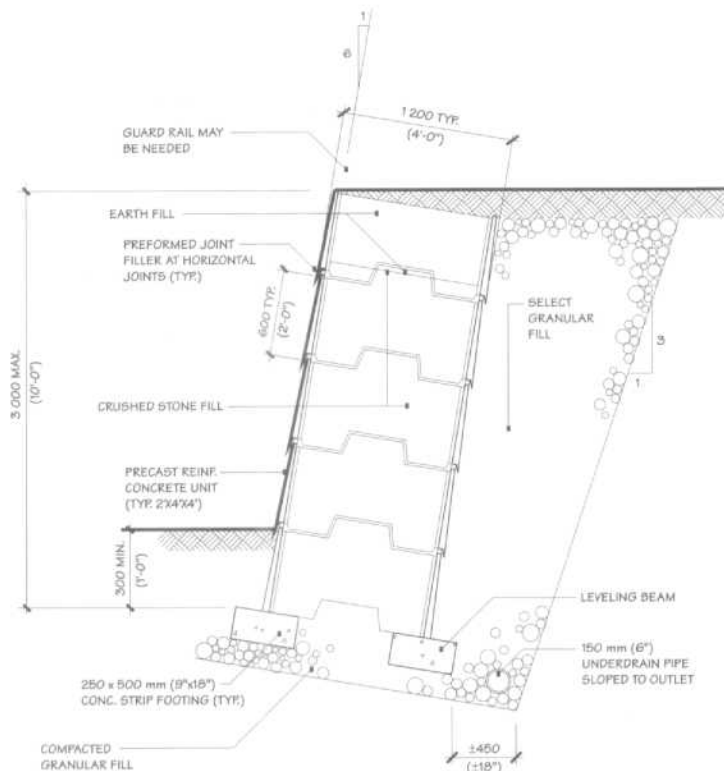 1
6
1 200 TYP.
(4'-0")
GUARD RAIL MAY
BE NEEDED
EARTH FILL
PREFORMED JOINT
FILLER AT HORIZONTAL
JOINTS (TYP.)
600 TYP.
(2'-0")
SELECT
GRANULAR
FILL
3
1
3 000 MAX.
(10'-0")
CRUSHED STONE FILL
PRECAST REINF.
CONCRETE UNIT
(TYP. 2'X4'X4')
300 MIN.
(1'-0")
LEVELING BEAM
150 mm (6")
UNDERDRAIN PIPE
SLOPED TO OUTLET
250 x 500 mm (9"x18")
CONC. STRIP FOOTING (TYP.)
COMPACTED
GRANULAR FILL
±450
(±18")